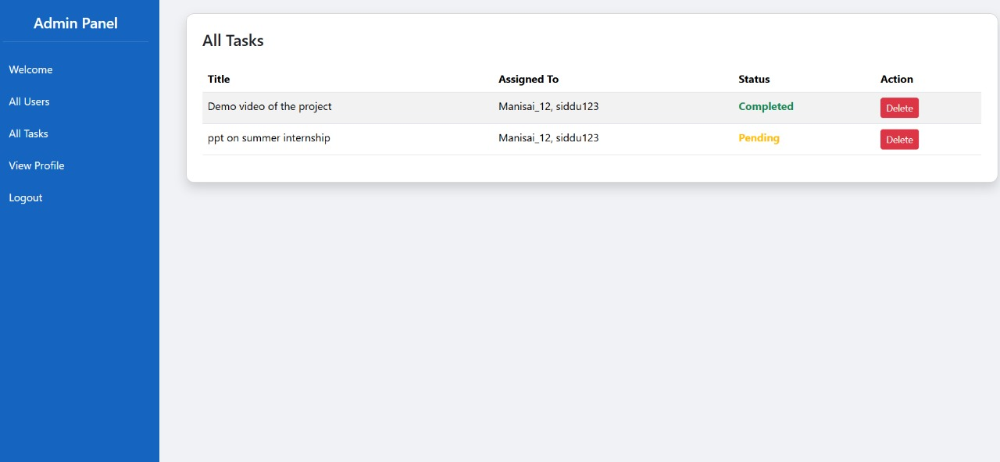 Admin Panel
Welcome
All Users
All Tasks
View Profile
Logout
All Tasks
Title Assigned To Status Action
Demo video of the project Manisai_12, siddu123 Completed Delete
ppt on summer internship Manisai_12, siddu123 Pending Delete